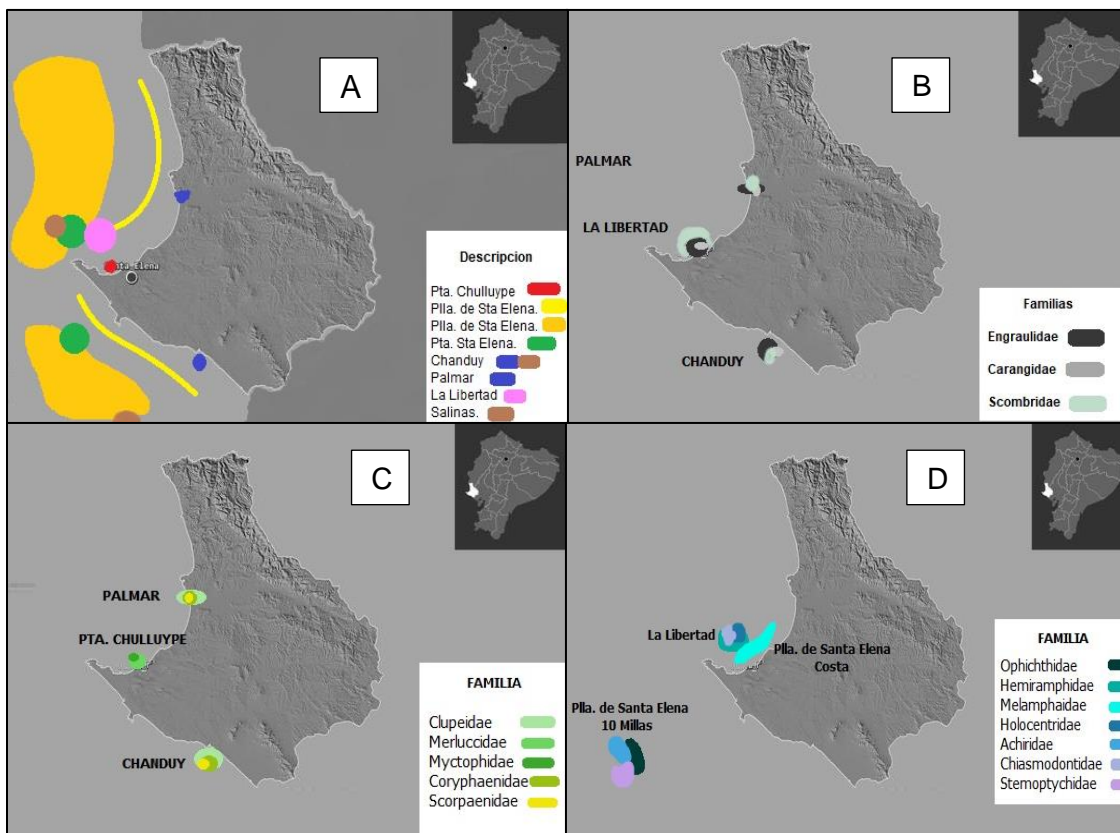 A
nta Elena
Descripcion
Pta. Chulluype
Plla. de Sta Elena.
Plla. de Sta Elena.
Pta. Sta Elena.
Chanduy
Palmar
La Libertad
Salinas.
B
PALMAR
LA LIBERTAD
CHANDUY
Familias
Engraulidae
Carangidae
Scombridae
C
PALMAR
PTA. CHULLUYPE
CHANDUY
FAMILIA
Clupeidae
Merluccidae
Myctophidae
Coryphaenidae
Scorpaenidae
D
La Libertad
Plla. de Santa Elena
Costa
Plla. de Santa Elena
10 Millas
FAMILIA
Ophichthidae
Hemiramphidae
Melamphaidae
Holocentridae
Achiridae
Chiasmodontidae
Stemoptychidae